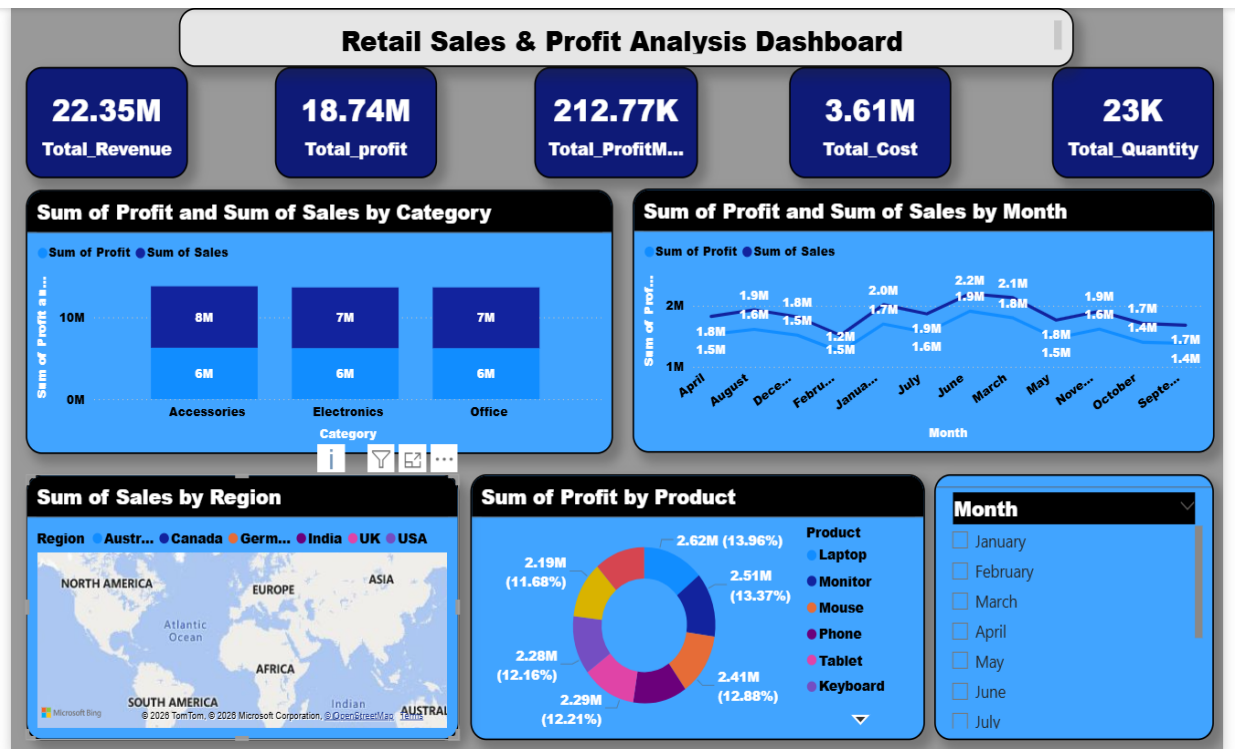 Retail Sales & Profit Analysis Dashboard
22.35M
Total_Revenue
18.74M
Total_profit
212.77K
Total_ProfitM...
3.61M
Total_Cost
23K
Total_Quantity
Sum of Profit and Sum of Sales by Category
Sum of Profit Sum of Sales
Sum of Profit an...
10M
0M
8M
7M
7M
6M
6M
6M
Accessories Electronics Office
Category
Sum of Profit and Sum of Sales by Month
Sum of Profit Sum of Sales
Sum of Prof...
2M
1M
1.8M
1.5M
1.9M
1.6M
1.8M
1.5M
1.2M
1.5M
2.0M
1.7M
1.9M
1.6M
2.2M
1.9M
2.1M
1.8M
1.8M
1.5M
1.9M
1.6M
1.7M
1.4M
1.7M
1.4M
April August Dece... Febru... Janua... July June March May Nove... October Septe...
Month
Sum of Sales by Region
Region Austr... Canada Germ... India UK USA
NORTH AMERICA
EUROPE
ASIA
Atlantic
Ocean
AFRICA
SOUTH AMERICA
Indian
AUSTRAL
Microsoft Bing
© 2026 TomTom, © 2026 Microsoft Corporation, © OpenStreetMap Terms
Sum of Profit by Product
2.62M (13.96%)
2.51M
(13.37%)
2.41M
(12.88%)
2.29M
(12.21%)
2.28M
(12.16%)
2.19M
(11.68%)
Product
Laptop
Monitor
Mouse
Phone
Tablet
Keyboard
Month
January
February
March
April
May
June
July